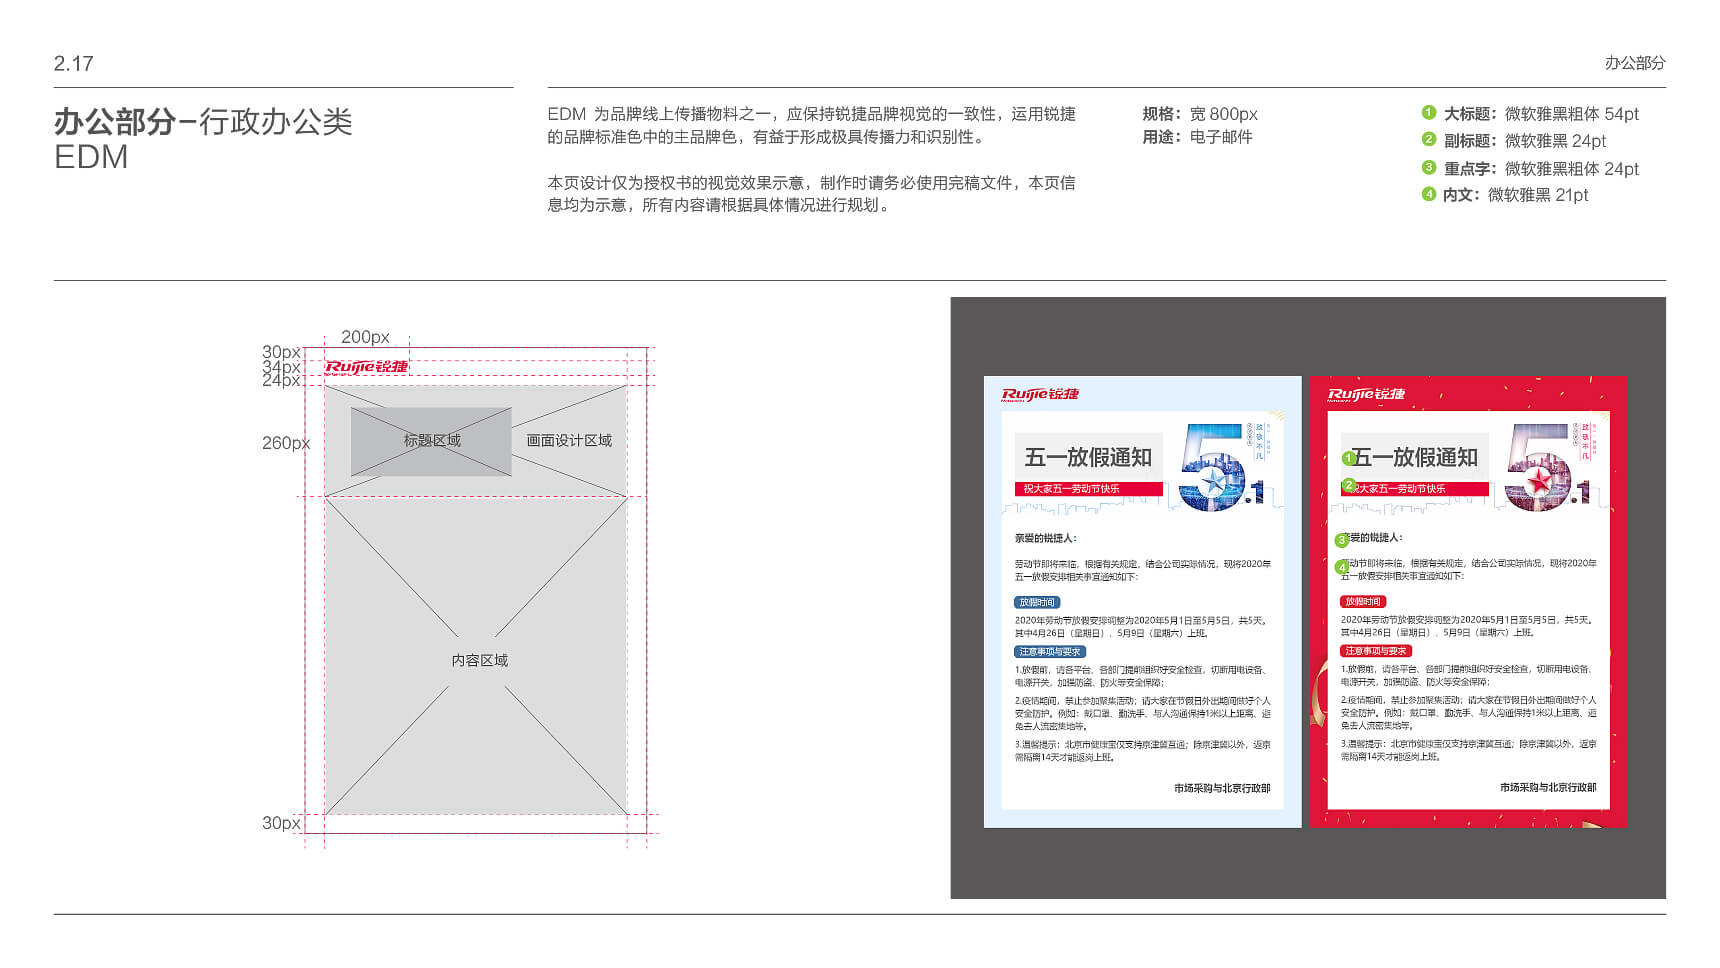 2.17
办公部分
办公部分-行政办公类
EDM
EDM 为品牌线上传播物料之一，应保持锐捷品牌视觉的一致性，运用锐捷
的品牌标准色中的主品牌色，有益于形成极具传播力和识别性。
本页设计仅为授权书的视觉效果示意，制作时请务必使用完稿文件，本页信
息均为示意，所有内容请根据具体情况进行规划。
规格：宽 800px
用途：电子邮件
1 大标题：微软雅黑粗体 54pt
2 副标题：微软雅黑 24pt
3 重点字：微软雅黑粗体 24pt
4 内文：微软雅黑 21pt
200px
30px
34px
24px
260px
30px
Ruijie锐捷
标题区域
画面设计区域
内容区域
Ruijie锐捷
五一放假通知
祝大家五一劳动节快乐
5.1
致敬不凡
亲爱的锐捷人：
劳动节即将来临，根据有关规定，结合公司实际情况，现将2020年
五一放假安排相关事宜通知如下：
放假时间
2020年劳动节放假安排调整为2020年5月1日至5月5日，共5天。
其中4月26日（星期日）、5月9日（星期六）上班。
注意事项与要求
1.放假前，请各平台、各部门提前组织好安全检查，切断用电设备、
电源开关，加强防盗、防火等安全保障；
2.疫情期间，禁止参加聚集活动；请大家在节假日外出期间做好个人
安全防护。例如：戴口罩、勤洗手、与人沟通保持1米以上距离、避
免去人流密集地等。
3.温馨提示：北京市健康宝仅支持京津冀互通；除京津冀以外，返京
需隔离14天才能返岗上班。
市场采购与北京行政部
Ruijie锐捷
1
五一放假通知
2
祝大家五一劳动节快乐
5.1
致敬不凡
3
亲爱的锐捷人：
4
劳动节即将来临，根据有关规定，结合公司实际情况，现将2020年
五一放假安排相关事宜通知如下：
放假时间
2020年劳动节放假安排调整为2020年5月1日至5月5日，共5天。
其中4月26日（星期日）、5月9日（星期六）上班。
注意事项与要求
1.放假前，请各平台、各部门提前组织好安全检查，切断用电设备、
电源开关，加强防盗、防火等安全保障；
2.疫情期间，禁止参加聚集活动；请大家在节假日外出期间做好个人
安全防护。例如：戴口罩、勤洗手、与人沟通保持1米以上距离、避
免去人流密集地等。
3.温馨提示：北京市健康宝仅支持京津冀互通；除京津冀以外，返京
需隔离14天才能返岗上班。
市场采购与北京行政部